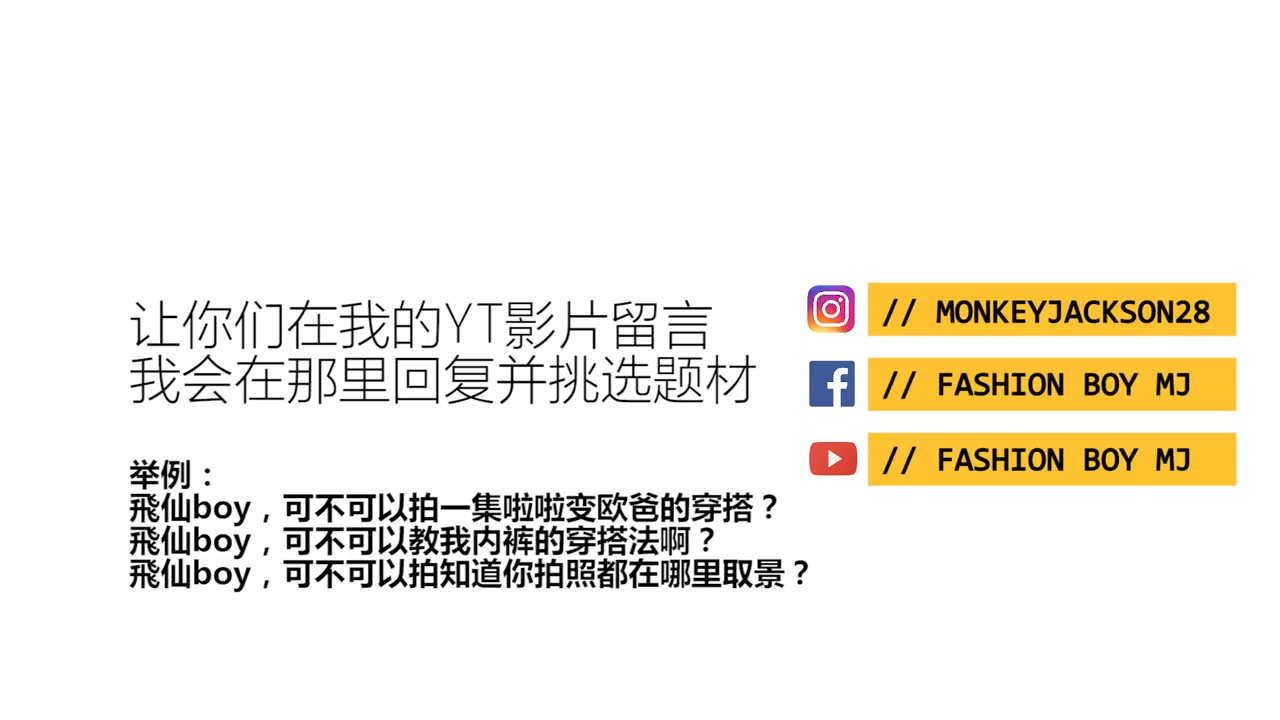 让你们在我的YT影片留言
我会在那里回复并挑选题材
举例：
飛仙boy，可不可以拍一集啦啦变欧爸的穿搭？
飛仙boy，可不可以教我内裤的穿搭法啊？
飛仙boy，可不可以拍知道你拍照都在哪里取景？
// MONKEYJACKSON28
// FASHION BOY MJ
// FASHION BOY MJ